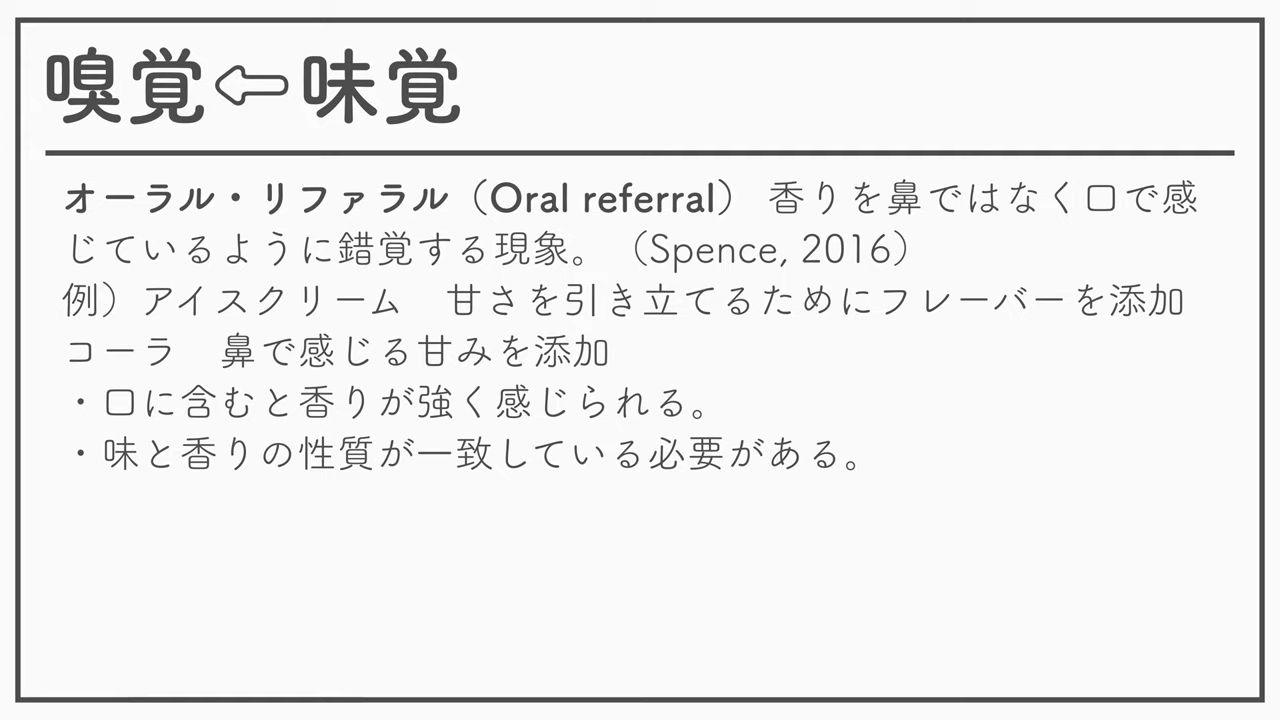 嗅覚⇦味覚
オーラル・リファラル（Oral referral） 香りを鼻ではなく口で感
じているように錯覚する現象。（Spence, 2016）
例）アイスクリーム　甘さを引き立てるためにフレーバーを添加
コーラ　鼻で感じる甘みを添加
・口に含むと香りが強く感じられる。
・味と香りの性質が一致している必要がある。